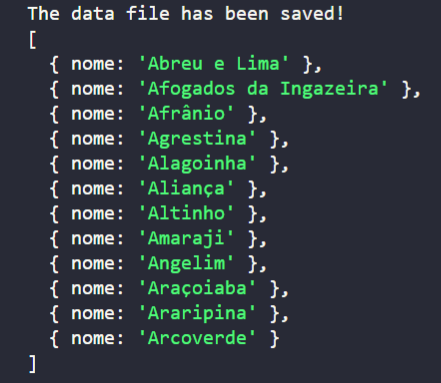 The data file has been saved!
[
  { nome: 'Abreu e Lima' },
  { nome: 'Afogados da Ingazeira' },
  { nome: 'Afrânio' },
  { nome: 'Agrestina' },
  { nome: 'Alagoinha' },
  { nome: 'Aliança' },
  { nome: 'Altinho' },
  { nome: 'Amaraji' },
  { nome: 'Angelim' },
  { nome: 'Araçoiaba' },
  { nome: 'Araripina' },
  { nome: 'Arcoverde' }
]